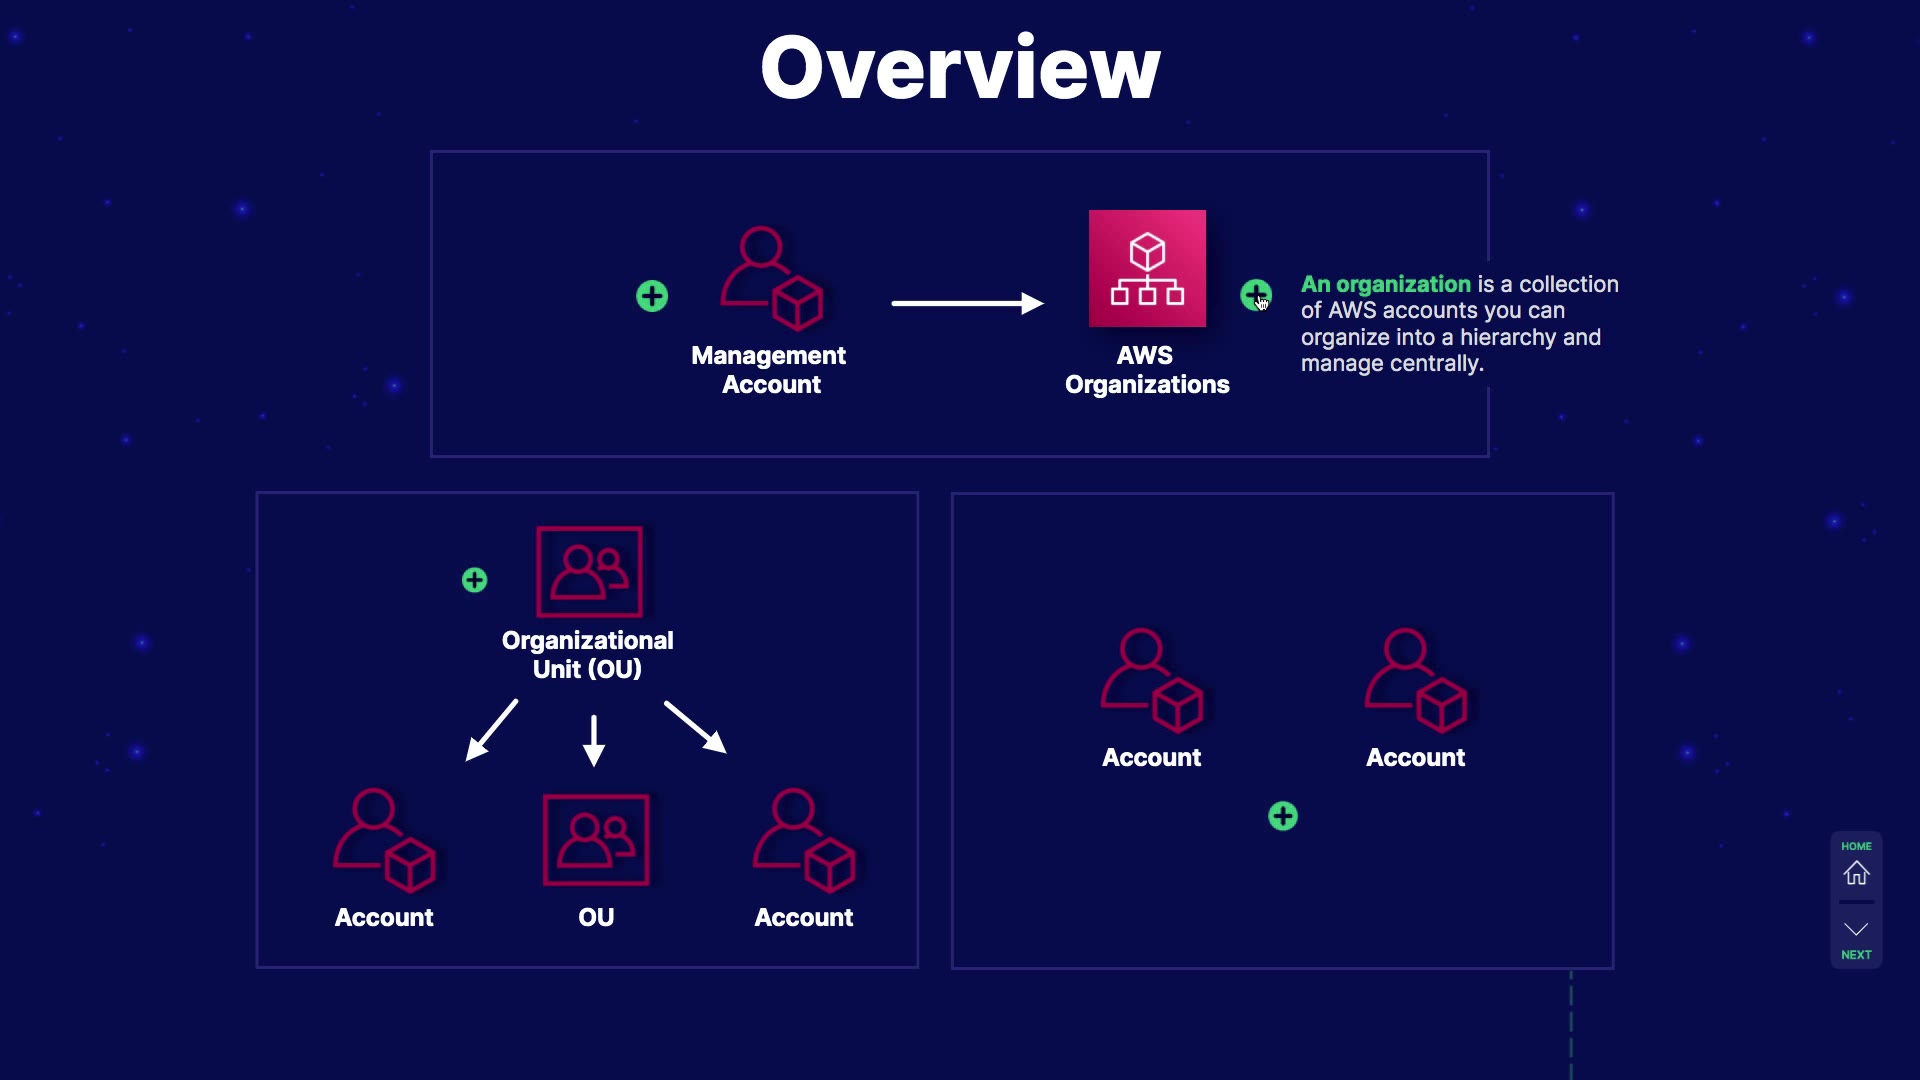 Overview
Management
Account
AWS
Organizations
An organization is a collection
of AWS accounts you can
organize into a hierarchy and
manage centrally.
Organizational
Unit (OU)
Account
OU
Account
Account
Account
HOME
NEXT